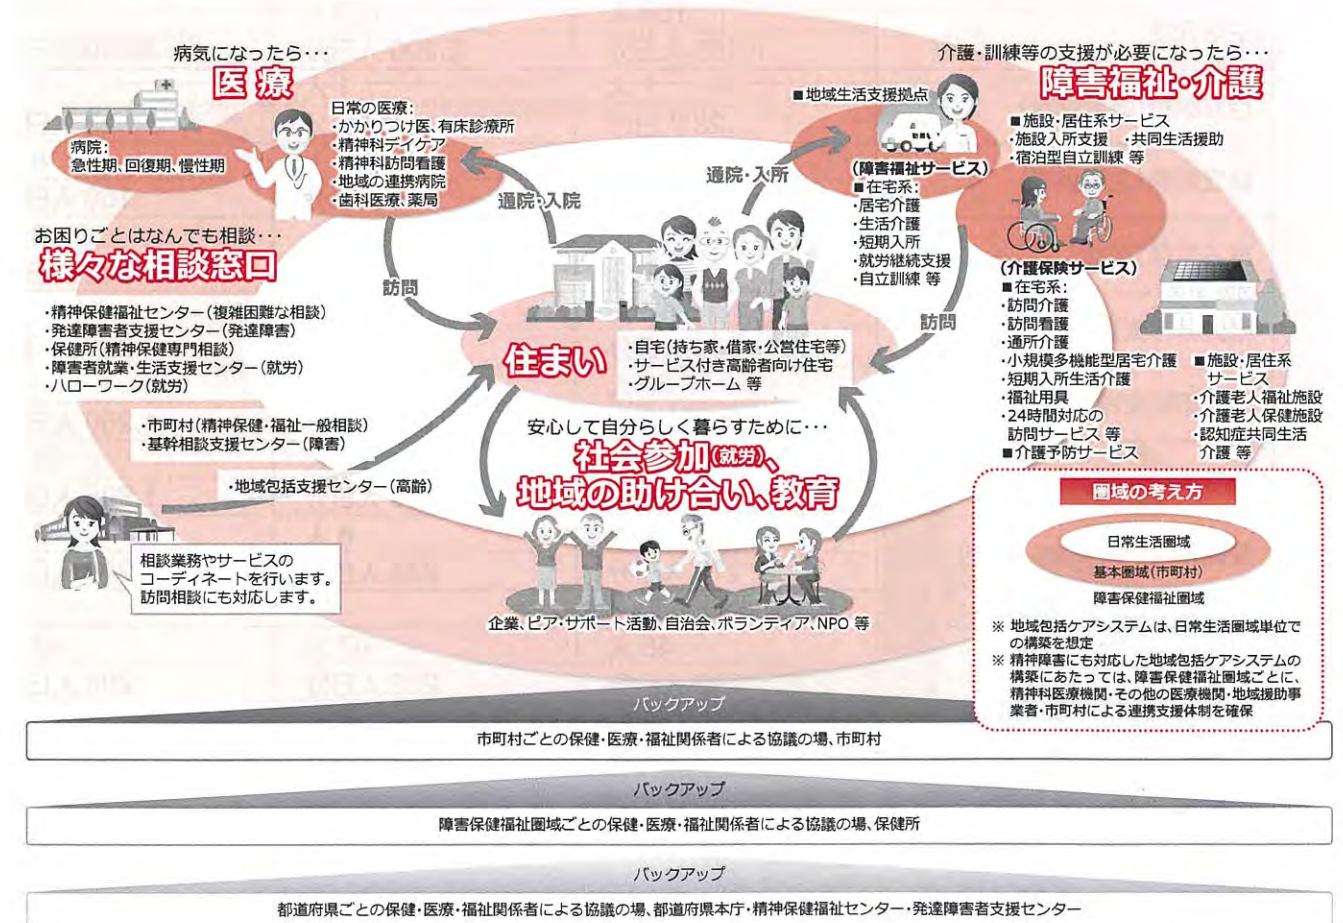 病気になったら･･･
医療
病院:
急性期、回復期、慢性期
日常の医療:
・かかりつけ医、有床診療所
・精神科デイケア
・精神科訪問看護
・地域の連携病院
・歯科医療、薬局
通院・入院
訪問
お困りごとはなんでも相談･･･
様々な相談窓口
・精神保健福祉センター(複雑困難な相談)
・発達障害者支援センター(発達障害)
・保健所(精神保健専門相談)
・障害者就業・生活支援センター(就労)
・ハローワーク(就労)
・市町村(精神保健・福祉一般相談)
・基幹相談支援センター(障害)
・地域包括支援センター(高齢)
相談業務やサービスの
コーディネートを行います。
訪問相談にも対応します。
介護・訓練等の支援が必要になったら･･･
障害福祉・介護
■地域生活支援拠点
■施設・居住系サービス
・施設入所支援 ・共同生活援助
・宿泊型自立訓練 等
(障害福祉サービス)
■在宅系:
・居宅介護
・生活介護
・短期入所
・就労継続支援
・自立訓練 等
通院・入所
訪問
(介護保険サービス)
■在宅系:
・訪問介護
・訪問看護
・通所介護
・小規模多機能型居宅介護
・短期入所生活介護
・福祉用具
・24時間対応の
訪問サービス 等
■介護予防サービス
■施設・居住系
サービス
・介護老人福祉施設
・介護老人保健施設
・認知症共同生活
介護 等
住まい
・自宅(持ち家・借家・公営住宅等)
・サービス付き高齢者向け住宅
・グループホーム 等
安心して自分らしく暮らすために･･･
社会参加(就労)、
地域の助け合い、教育
企業、ピア・サポート活動、自治会、ボランティア、NPO 等
圏域の考え方
日常生活圏域
基本圏域(市町村)
障害保健福祉圏域
※ 地域包括ケアシステムは、日常生活圏域単位で
の構築を想定
※ 精神障害にも対応した地域包括ケアシステムの
構築にあたっては、障害保健福祉圏域ごとに、
精神科医療機関・その他の医療機関・地域援助事
業者・市町村による連携支援体制を確保
バックアップ
市町村ごとの保健・医療・福祉関係者による協議の場、市町村
バックアップ
障害保健福祉圏域ごとの保健・医療・福祉関係者による協議の場、保健所
バックアップ
都道府県ごとの保健・医療・福祉関係者による協議の場、都道府県本庁・精神保健福祉センター・発達障害者支援センター